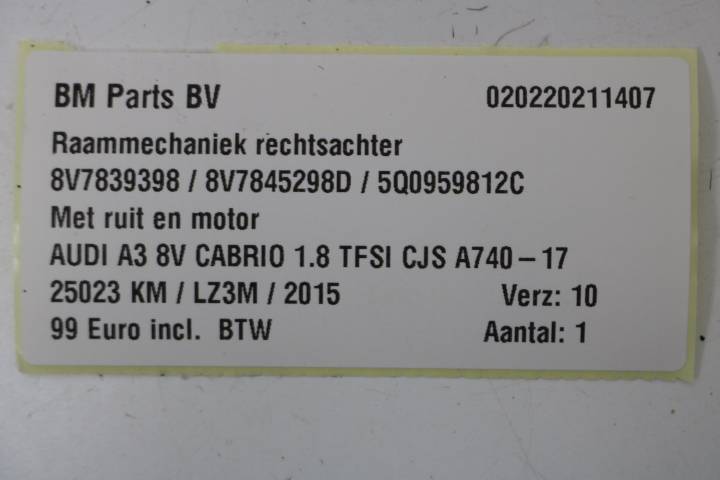 BM Parts BV 020220211407
Raammechaniek rechtsachter
8V7839398 / 8V7845298D / 5Q0959812C
Met ruit en motor
AUDI A3 8V CABRIO 1.8 TFSI CJS A740-17
25023 KM / LZ3M / 2015 Verz: 10
99 Euro incl. BTW Aantal: 1